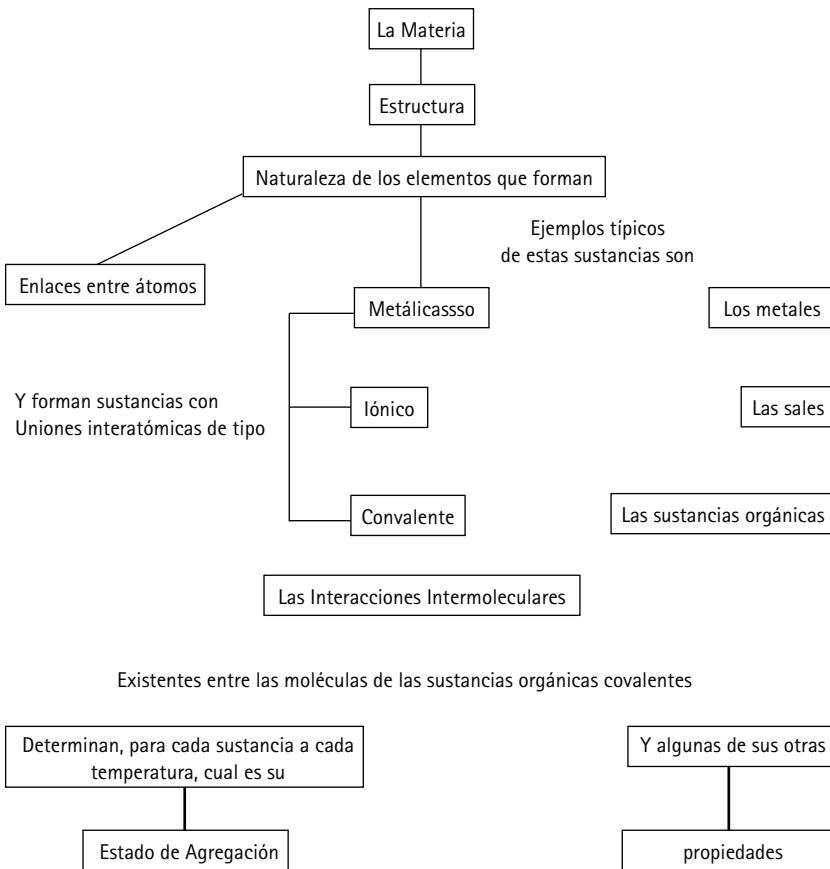 La Materia
Estructura
Naturaleza de los elementos que forman
Ejemplos típicos
de estas sustancias son
Enlaces entre átomos
Metálicassso
Los metales
Y forman sustancias con
Uniones interatómicas de tipo
Iónico
Las sales
Convalente
Las sustancias orgánicas
Las Interacciones Intermoleculares
Existentes entre las moléculas de las sustancias orgánicas covalentes
Determinan, para cada sustancia a cada
temperatura, cual es su
Y algunas de sus otras
Estado de Agregación
propiedades